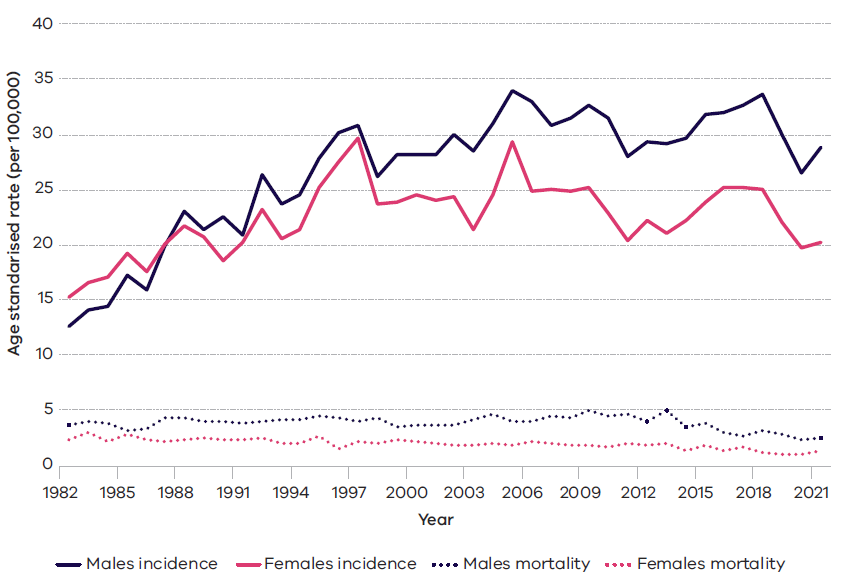 40
35
30
25
20
15
10
5
0
Age standarised rate (per 100,000)
1982 1985 1988 1991 1994 1997 2000 2003 2006 2009 2012 2015 2018 2021
Year
Males incidence Females incidence Males mortality Females mortality